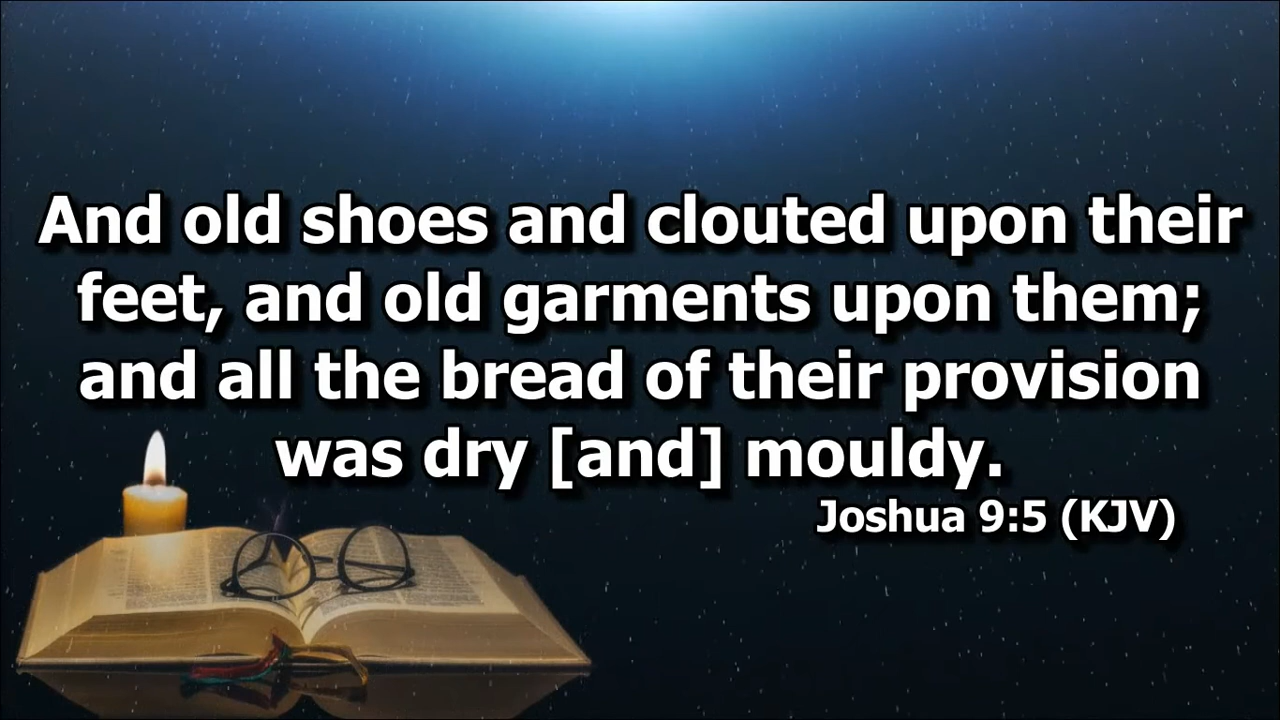 And old shoes and clouted upon their
feet, and old garments upon them;
and all the bread of their provision
was dry [and] mouldy.
Joshua 9:5 (KJV)